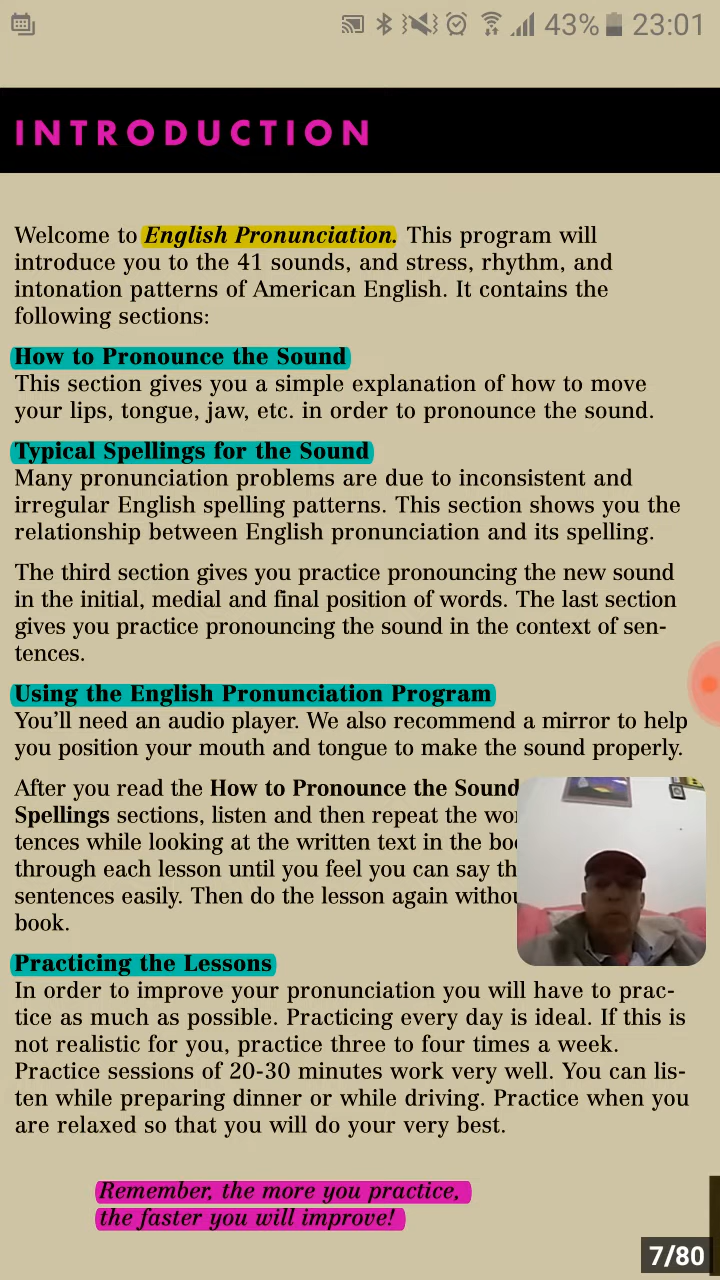 43% 23:01
INTRODUCTION
Welcome to English Pronunciation. This program will
introduce you to the 41 sounds, and stress, rhythm, and
intonation patterns of American English. It contains the
following sections:
How to Pronounce the Sound
This section gives you a simple explanation of how to move
your lips, tongue, jaw, etc. in order to pronounce the sound.
Typical Spellings for the Sound
Many pronunciation problems are due to inconsistent and
irregular English spelling patterns. This section shows you the
relationship between English pronunciation and its spelling.
The third section gives you practice pronouncing the new sound
in the initial, medial and final position of words. The last section
gives you practice pronouncing the sound in the context of sen-
tences.
Using the English Pronunciation Program
You'll need an audio player. We also recommend a mirror to help
you position your mouth and tongue to make the sound properly.
After you read the How to Pronounce the Sound
Spellings sections, listen and then repeat the
tences while looking at the written text in the
through each lesson until you feel you can say
sentences easily. Then do the lesson again
book.
Practicing the Lessons
In order to improve your pronunciation you will have to prac-
tice as much as possible. Practicing every day is ideal. If this is
not realistic for you, practice three to four times a week.
Practice sessions of 20-30 minutes work very well. You can lis-
ten while preparing dinner or while driving. Practice when you
are relaxed so that you will do your very best.
Remember, the more you practice,
the faster you will improve!
7/80